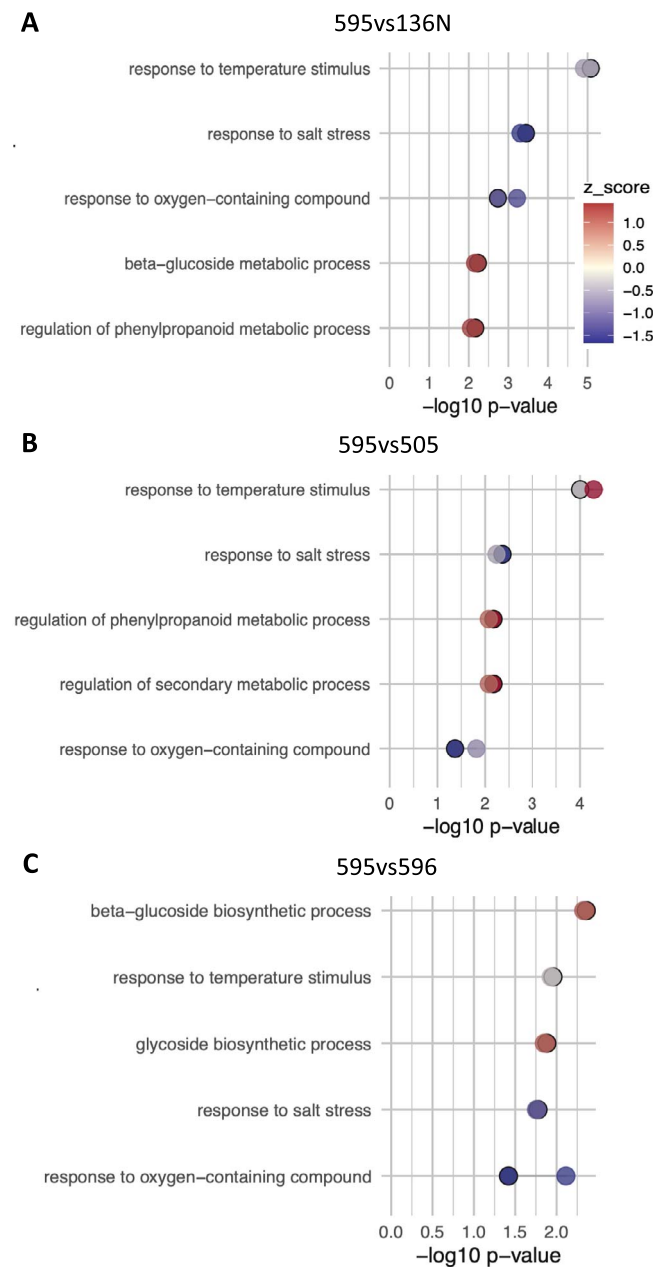 A
595vs136N
response to temperature stimulus
response to salt stress
response to oxygen−containing compound
beta−glucoside metabolic process
regulation of phenylpropanoid metabolic process
z_score
1.0
0.5
0.0
−0.5
−1.0
−1.5
0 1 2 3 4 5
−log10 p−value
B
595vs505
response to temperature stimulus
response to salt stress
regulation of phenylpropanoid metabolic process
regulation of secondary metabolic process
response to oxygen−containing compound
0 1 2 3 4
−log10 p−value
C
595vs596
beta−glucoside biosynthetic process
response to temperature stimulus
glycoside biosynthetic process
response to salt stress
response to oxygen−containing compound
0.0 0.5 1.0 1.5 2.0
−log10 p−value